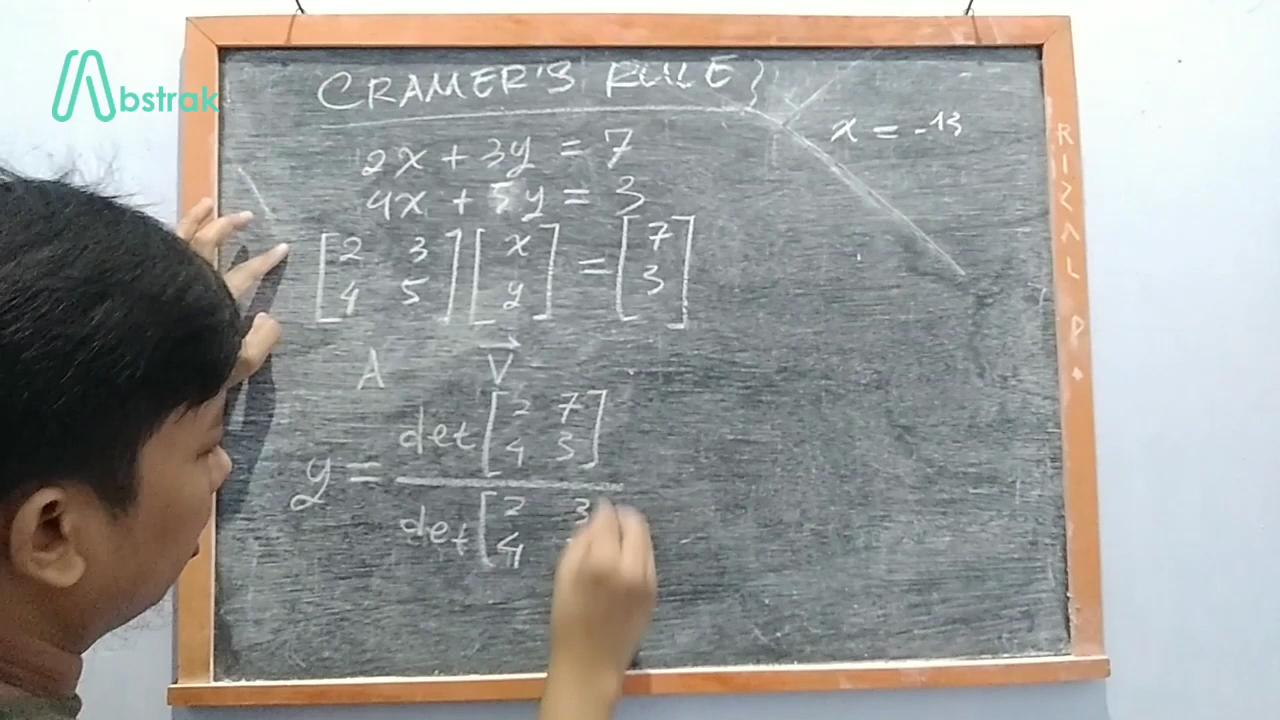 Abstrak
CRAMER'S RULE
x = -13
2x + 3y = 7
4x + 5y = 3
[2 3
4 5] [x
y] = [7
3]
A
V
y = det [2 7
4 3]
det [2 3
4
RIZAL P.